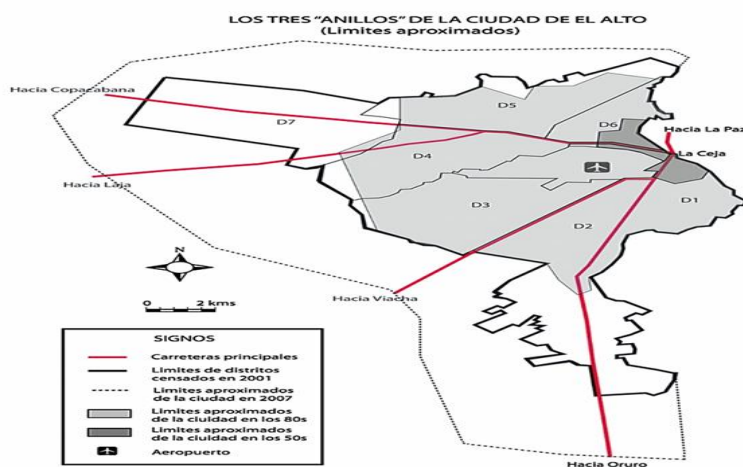 LOS TRES "ANILLOS" DE LA CIUDAD DE EL ALTO
(Limites aproximados)
Hacia Copacabana
D7
D5
D6
Hacia La Paz
La Ceja
D4
Hacia Laja
D3
D1
D2
N
0 2 kms
Hacia Viacha
SIGNOS
Carreteras principales
Limites de distritos
censados en 2001
Limites aproximados
de la ciudad en 2007
Limites aproximados
de la ciuidad en los 80s
Limites aproximados
de la ciuidad en los 50s
Aeropuerto
Hacia Oruro